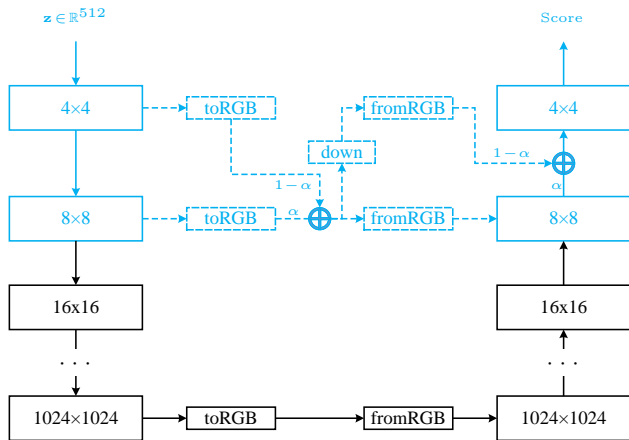 z ∈ ℝ^512 Score
4×4 toRGB fromRGB 4×4
down
1 − α
1 − α
α α
8×8 toRGB fromRGB 8×8
16x16 16x16
· · · · · ·
1024×1024 toRGB fromRGB 1024×1024